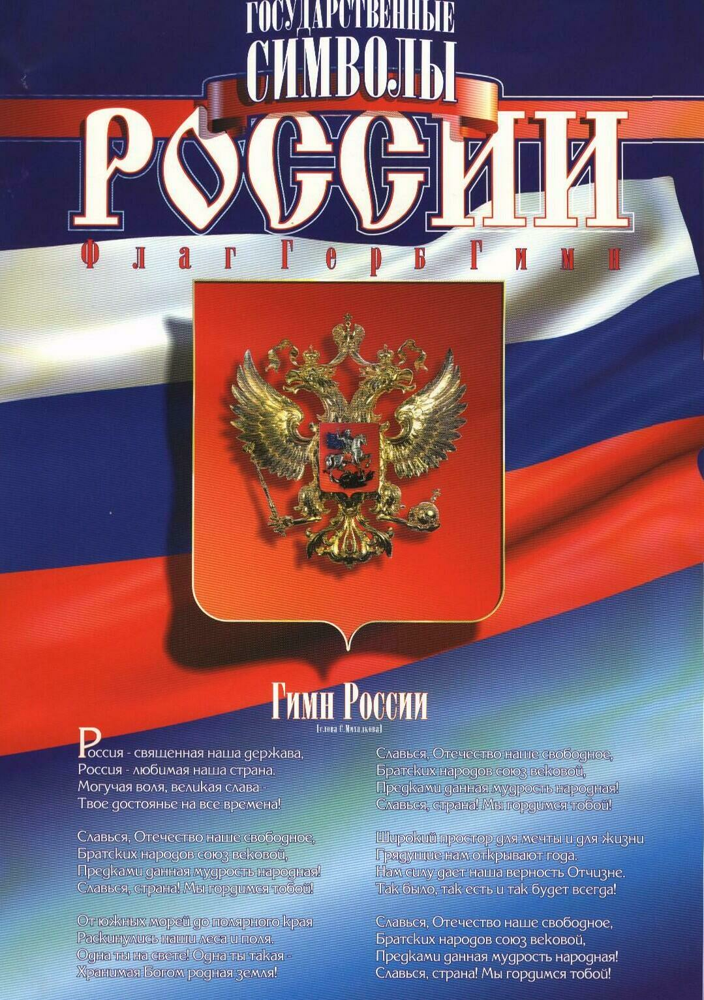 ГОСУДАРСТВЕННЫЕ
СИМВОЛЫ
РОССИИ
Флаг Герб Гимн
Гимн России
(слова С.Михалкова)
Россия - священная наша держава,
Россия - любимая наша страна.
Могучая воля, великая слава -
Твое достоянье на все времена!
Славься, Отечество наше свободное,
Братских народов союз вековой,
Предками данная мудрость народная!
Славься, страна! Мы гордимся тобой!
От южных морей до полярного края
Раскинулись наши леса и поля.
Одна ты на свете! Одна ты такая -
Хранимая Богом родная земля!
Славься, Отечество наше свободное,
Братских народов союз вековой,
Предками данная мудрость народная!
Славься, страна! Мы гордимся тобой!
Широкий простор для мечты и для жизни
Грядущие нам открывают года.
Нам силу дает наша верность Отчизне.
Так было, так есть и так будет всегда!
Славься, Отечество наше свободное,
Братских народов союз вековой,
Предками данная мудрость народная!
Славься, страна! Мы гордимся тобой!